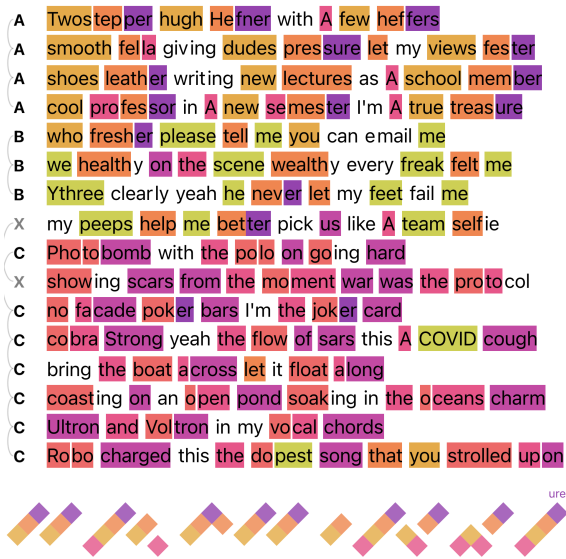 A Twostepper hugh Hefner with A few heffers
A smooth fella giving dudes pressure let my views fester
A shoes leather writing new lectures as A school member
A cool professor in A new semester I'm A true treasure
B who fresher please tell me you can email me
B we healthy on the scene wealthy every freak felt me
B Ythree clearly yeah he never let my feet fail me
X my peeps help me better pick us like A team selfie
C Photobomb with the polo on going hard
X showing scars from the moment war was the protocol
C no facade poker bars I'm the joker card
C cobra Strong yeah the flow of sars this A COVID cough
C bring the boat across let it float along
C coasting on an open pond soaking in the oceans charm
C Ultron and Voltron in my vocal chords
C Robo charged this the dopest song that you strolled upon
ure